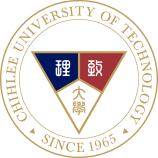 CHIHLEE UNIVERSITY OF TECHNOLOGY
理致
大學
SINCE 1965